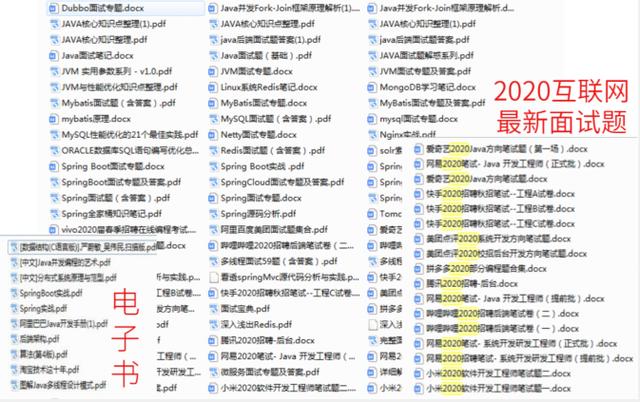 Dubbo面试专题.docx
JAVA核心知识点整理(1).pdf
JAVA核心知识点整理.pdf
Java面试笔记.docx
JVM 实用参数系列 - v1.0.pdf
JVM与性能优化知识点整理.pdf
Mybatis面试题（含答案）.pdf
mybatis原理.docx
MySQL性能优化的21个最佳实践.pdf
ORACLE数据库SQL语句编写优化总...
Spring Boot面试专题.docx
SpringBoot面试专题及答案.pdf
Spring面试专题.docx
Spring面试专题及答案.pdf
Spring全家桶知识笔记.pdf
vivo2020届春季招聘在线编程考试...
Java并发Fork-Join框架原理解析(1)...
JAVA核心知识点整理(1).pdf
java后端面试题答案.pdf
Java面试题（基础）.pdf
JVM面试专题.docx
Linux系统Redis笔记.docx
MyBatis面试专题.docx
MySQL面试题（含答案）.pdf
Netty面试专题.docx
Redis面试题（含答案）.pdf
Spring Boot实战 .pdf
SpringCloud面试专题及答案.pdf
Spring面试题（含答案）.pdf
Spring源码分析.pdf
阿里百度美团面试题集合.pdf
哔哩哔哩2020招聘后端笔试卷（二）...
多线程面试59题（含答案）.pdf
看透springMvc源代码分析与实践....
快手2020招聘秋招笔试--工程C试卷...
面试宝典.pdf
深入浅出Redis.pdf
腾讯2020招聘-后台.docx
网易2020笔试- Java 开发工程师（...
微服务面试专题及答案.pdf
小米2020软件开发工程师笔试题二....
Java并发Fork-Join框架原理...docx
JAVA核心知识点整理.pdf
java后端面试题答案.pdf
JAVA面试题解惑系列.pdf
JVM面试专题及答案.pdf
MongoDB学习笔记.docx
MyBatis面试专题及答案.pdf
mysql面试专题.docx
Nginx实战.pdf
2020互联网
最新面试题
爱奇艺2020Java方向笔试题（第一场）.docx
网易2020笔试- Java 开发工程师（正式批）.docx
爱奇艺2020Java方向笔试题.docx
快手2020招聘秋招笔试--工程A试卷.docx
快手2020招聘秋招笔试--工程B试卷.docx
快手2020招聘秋招笔试--工程C试卷.docx
美团点评2020系统开发方向笔试题.docx
美团点评2020校招后台开发方向笔试题.docx
拼多多2020部分编程题合集.docx
腾讯2020招聘-后台.docx
网易2020笔试- Java 开发工程师（提前批）.docx
哔哩哔哩2020招聘后端笔试卷（二）.docx
哔哩哔哩2020招聘后端笔试卷（一）.docx
网易2020笔试- 系统开发研发工程师（正式批）.docx
网易2020笔试- 系统开发研发工程师（提前批）.docx
小米2020软件开发工程师笔试题二.docx
小米2020软件开发工程师笔试题一.docx
[数据结构(C语言版)].严蔚敏_吴伟民.扫描版.pdf
[中文]Java并发编程的艺术.pdf
[中文]分布式系统原理与范型.pdf
SpringBoot实战.pdf
Spring实战.pdf
阿里巴巴Java开发手册(1).pdf
后端架构.pdf
算法(第4版).pdf
淘宝技术这十年.pdf
图解Java多线程设计模式.pdf
电
子
书